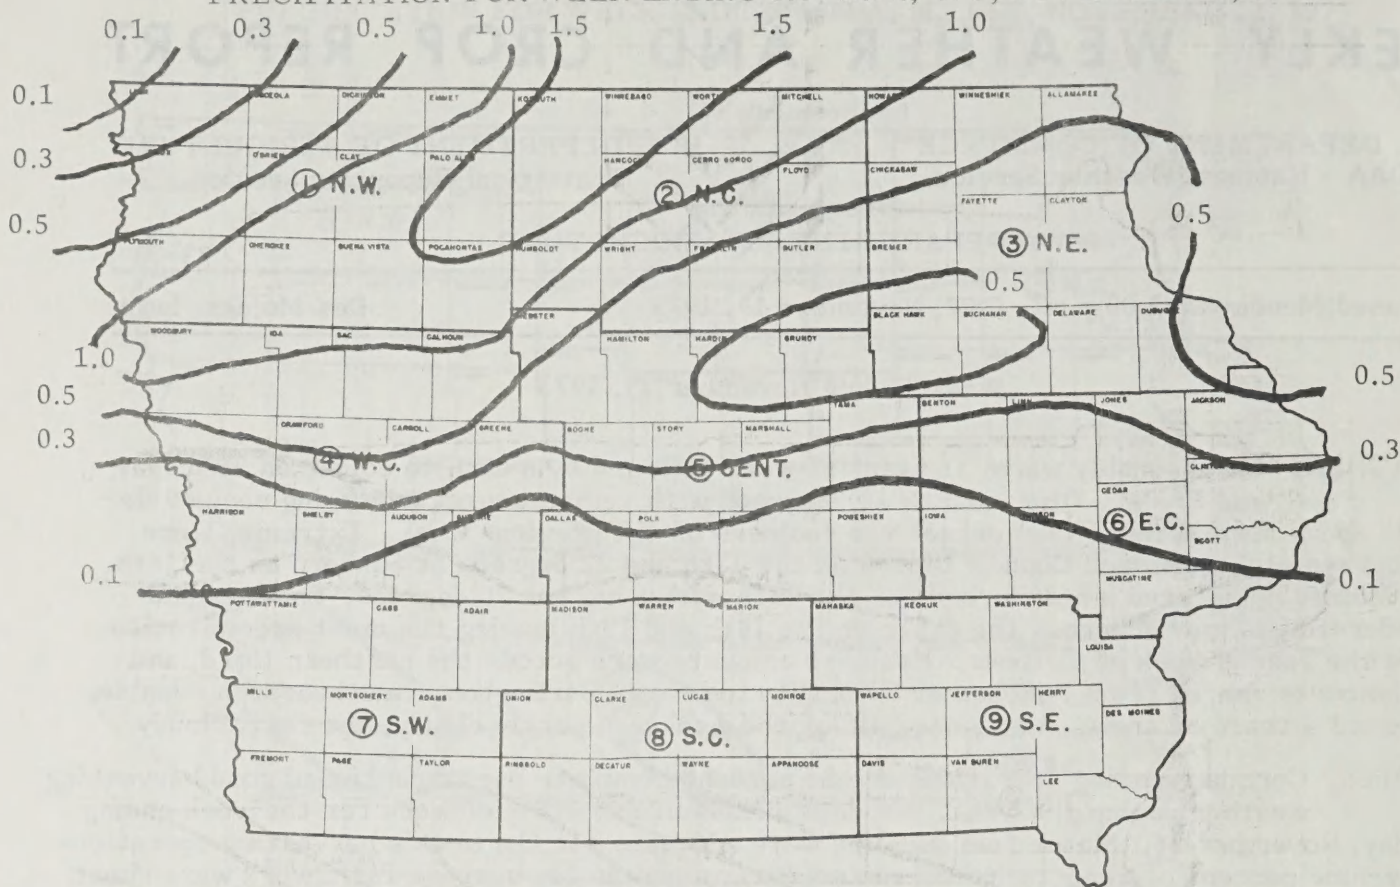 0.1 0.3 0.5 1.0 1.5 1.5 1.0
0.1
OSCEOLA DICKINSON EMMET KOSSUTH WINNEBAGO WORTH MITCHELL HOWARD WINNESHIEK ALLAMAKEE
0.3
O'BRIEN CLAY PALO ALTO HANCOCK CERRO GORDO FLOYD CHICKASAW
① N.W. ② N.C. FAYETTE CLAYTON
0.5 0.5
PLYMOUTH CHEROKEE BUENA VISTA POCAHONTAS HUMBOLDT WRIGHT FRANKLIN BUTLER BREMER ③ N.E.
0.5
WOODBURY IDA SAC CALHOUN WEBSTER HAMILTON HARDIN GRUNDY BLACK HAWK BUCHANAN DELAWARE DUBUQUE
1.0
0.5 0.5
CRAWFORD CARROLL GREENE BOONE STORY MARSHALL TAMA BENTON LINN JONES JACKSON
0.3 0.3
④ W.C. ⑤ CENT. CLINTON
CEDAR
HARRISON SHELBY AUDUBON DALLAS POLK POWESHIEK IOWA JOHNSON ⑥ E.C.
SCOTT
0.1 0.1
MUSCATINE
POTTAWATTAMIE CASS ADAIR MADISON WARREN MARION MAHASKA KEOKUK WASHINGTON
LOUISA
MILLS MONTGOMERY ADAMS UNION CLARKE LUCAS MONROE WAPELLO JEFFERSON HENRY
DES MOINES
⑦ S.W. ⑧ S.C. ⑨ S.E.
FREMONT PAGE TAYLOR RINGGOLD DECATUR WAYNE APPANOOSE DAVIS VAN BUREN
LEE